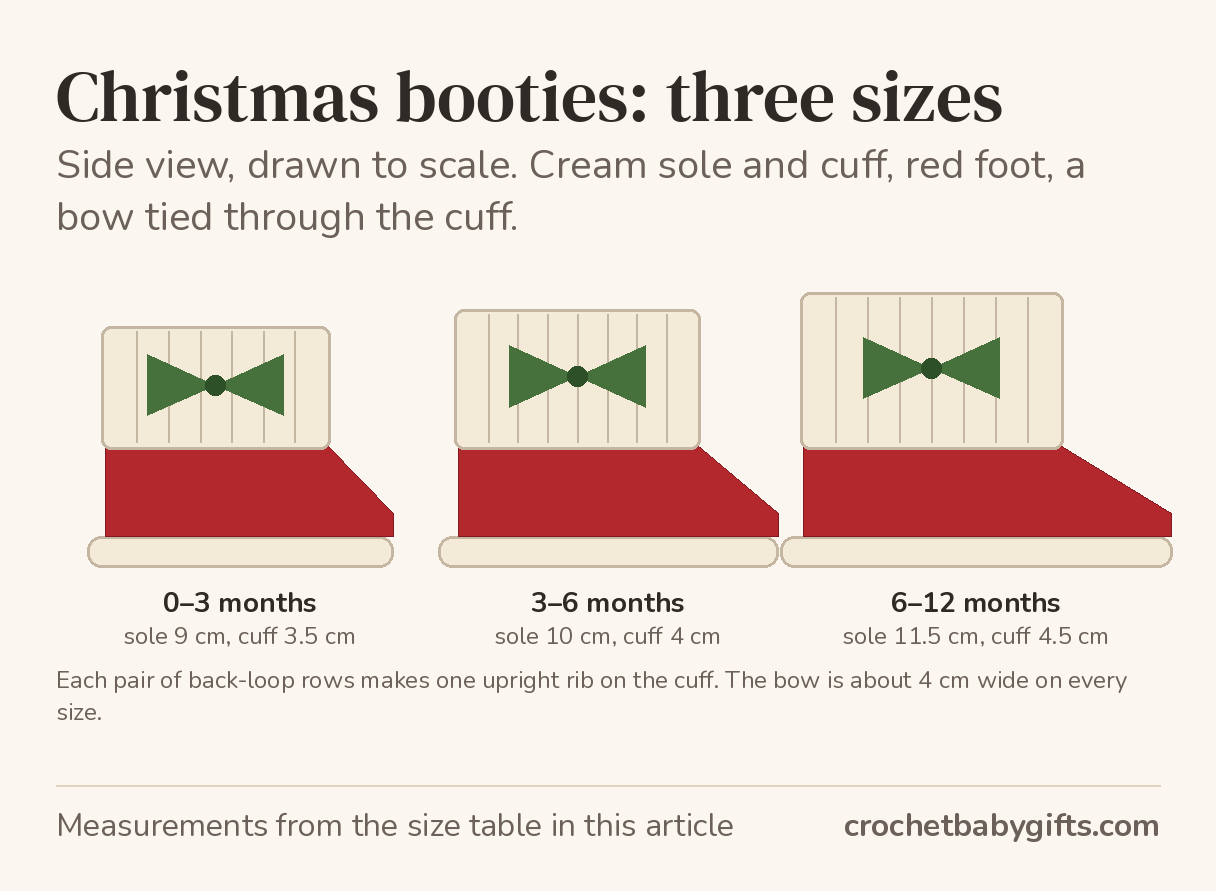 Christmas booties: three sizes
Side view, drawn to scale. Cream sole and cuff, red foot, a
bow tied through the cuff.
0–3 months
sole 9 cm, cuff 3.5 cm
3–6 months
sole 10 cm, cuff 4 cm
6–12 months
sole 11.5 cm, cuff 4.5 cm
Each pair of back-loop rows makes one upright rib on the cuff. The bow is about 4 cm wide on every
size.
Measurements from the size table in this article
crochetbabygifts.com